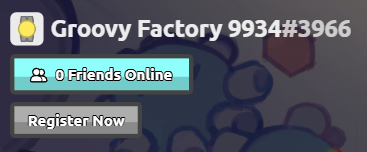 Groovy Factory 9934#3966
0 Friends Online
Register Now